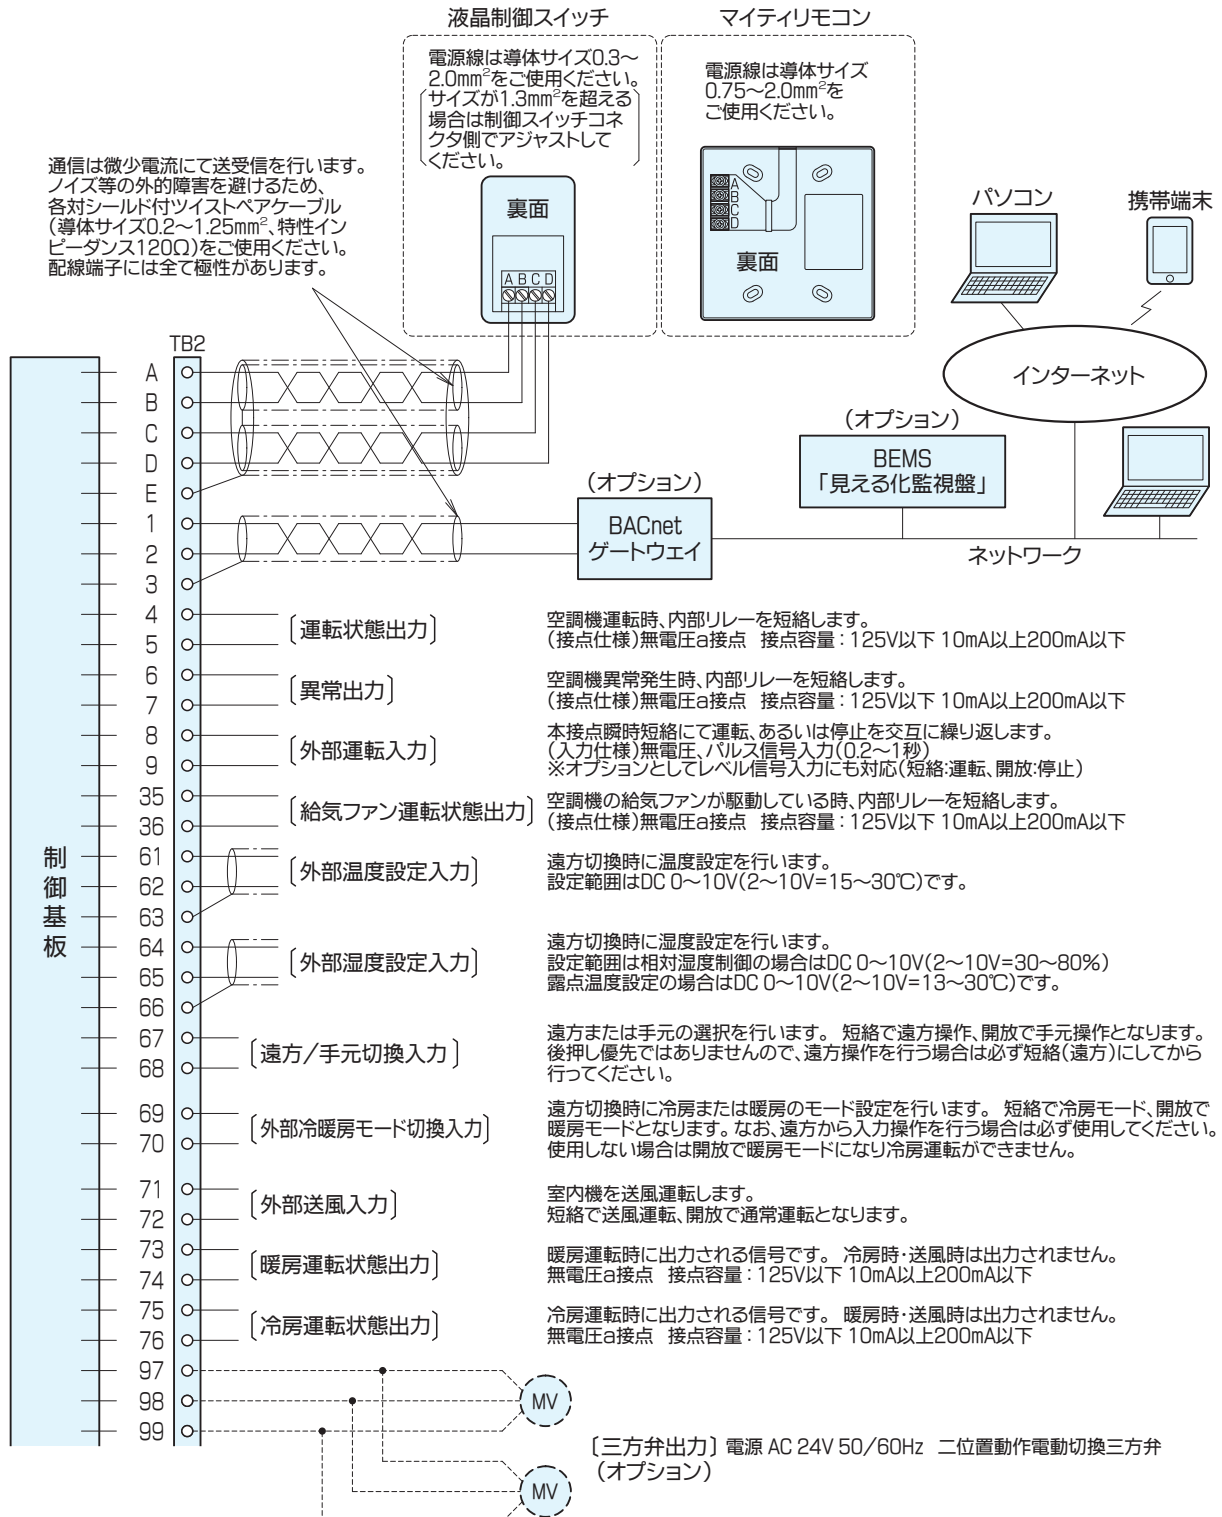 液晶制御スイッチ
マイティリモコン
電源線は導体サイズ0.3～
2.0mm²をご使用ください。
サイズが1.3mm²を超える
場合は制御スイッチコネ
クタ側でアジャストして
ください。
電源線は導体サイズ
0.75～2.0mm²を
ご使用ください。
通信は微少電流にて送受信を行います。
ノイズ等の外的障害を避けるため、
各対シールド付ツイストペアケーブル
(導体サイズ0.2～1.25mm²、特性イン
ピーダンス120Ω)をご使用ください。
配線端子には全て極性があります。
裏面
A B C D
A
B
C
D
裏面
パソコン
携帯端末
インターネット
TB2
A
B
C
D
E
1
2
3
(オプション)
BACnet
ゲートウェイ
(オプション)
BEMS
「見える化監視盤」
ネットワーク
制御基板
4
5
〔運転状態出力〕
空調機運転時、内部リレーを短絡します。
(接点仕様)無電圧a接点 接点容量：125V以下 10mA以上200mA以下
6
7
〔異常出力〕
空調機異常発生時、内部リレーを短絡します。
(接点仕様)無電圧a接点 接点容量：125V以下 10mA以上200mA以下
8
9
〔外部運転入力〕
本接点瞬時短絡にて運転、あるいは停止を交互に繰り返します。
(入力仕様)無電圧、パルス信号入力(0.2～1秒)
※オプションとしてレベル信号入力にも対応(短絡:運転、開放:停止)
35
36
〔給気ファン運転状態出力〕
空調機の給気ファンが駆動している時、内部リレーを短絡します。
(接点仕様)無電圧a接点 接点容量：125V以下 10mA以上200mA以下
61
62
63
〔外部温度設定入力〕
遠方切換時に温度設定を行います。
設定範囲はDC 0～10V(2～10V=15～30℃)です。
64
65
66
〔外部湿度設定入力〕
遠方切換時に湿度設定を行います。
設定範囲は相対湿度制御の場合はDC 0～10V(2～10V=30～80%)
露点温度設定の場合はDC 0～10V(2～10V=13～30℃)です。
67
68
〔遠方/手元切換入力〕
遠方または手元の選択を行います。 短絡で遠方操作、開放で手元操作となります。
後押し優先ではありませんので、遠方操作を行う場合は必ず短絡(遠方)にしてから
行ってください。
69
70
〔外部冷暖房モード切換入力〕
遠方切換時に冷房または暖房のモード設定を行います。 短絡で冷房モード、開放で
暖房モードとなります。なお、遠方から入力操作を行う場合は必ず使用してください。
使用しない場合は開放で暖房モードになり冷房運転ができません。
71
72
〔外部送風入力〕
室内機を送風運転します。
短絡で送風運転、開放で通常運転となります。
73
74
〔暖房運転状態出力〕
暖房運転時に出力される信号です。 冷房時・送風時は出力されません。
無電圧a接点 接点容量：125V以下 10mA以上200mA以下
75
76
〔冷房運転状態出力〕
冷房運転時に出力される信号です。 暖房時・送風時は出力されません。
無電圧a接点 接点容量：125V以下 10mA以上200mA以下
97
98
99
MV
〔三方弁出力〕電源 AC 24V 50/60Hz 二位置動作電動切換三方弁
(オプション)
MV